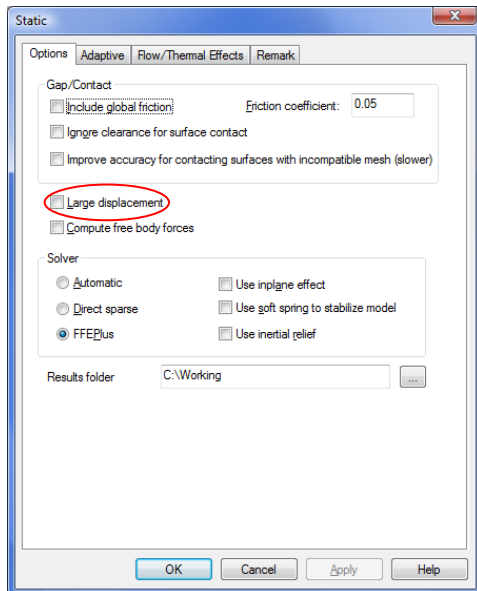 Static
Options Adaptive Flow/Thermal Effects Remark
Gap/Contact
Include global friction Friction coefficient: 0.05
Ignore clearance for surface contact
Improve accuracy for contacting surfaces with incompatible mesh (slower)
Large displacement
Compute free body forces
Solver
Automatic Use inplane effect
Direct sparse Use soft spring to stabilize model
FFEPlus Use inertial relief
Results folder C:\Working ...
OK Cancel Apply Help